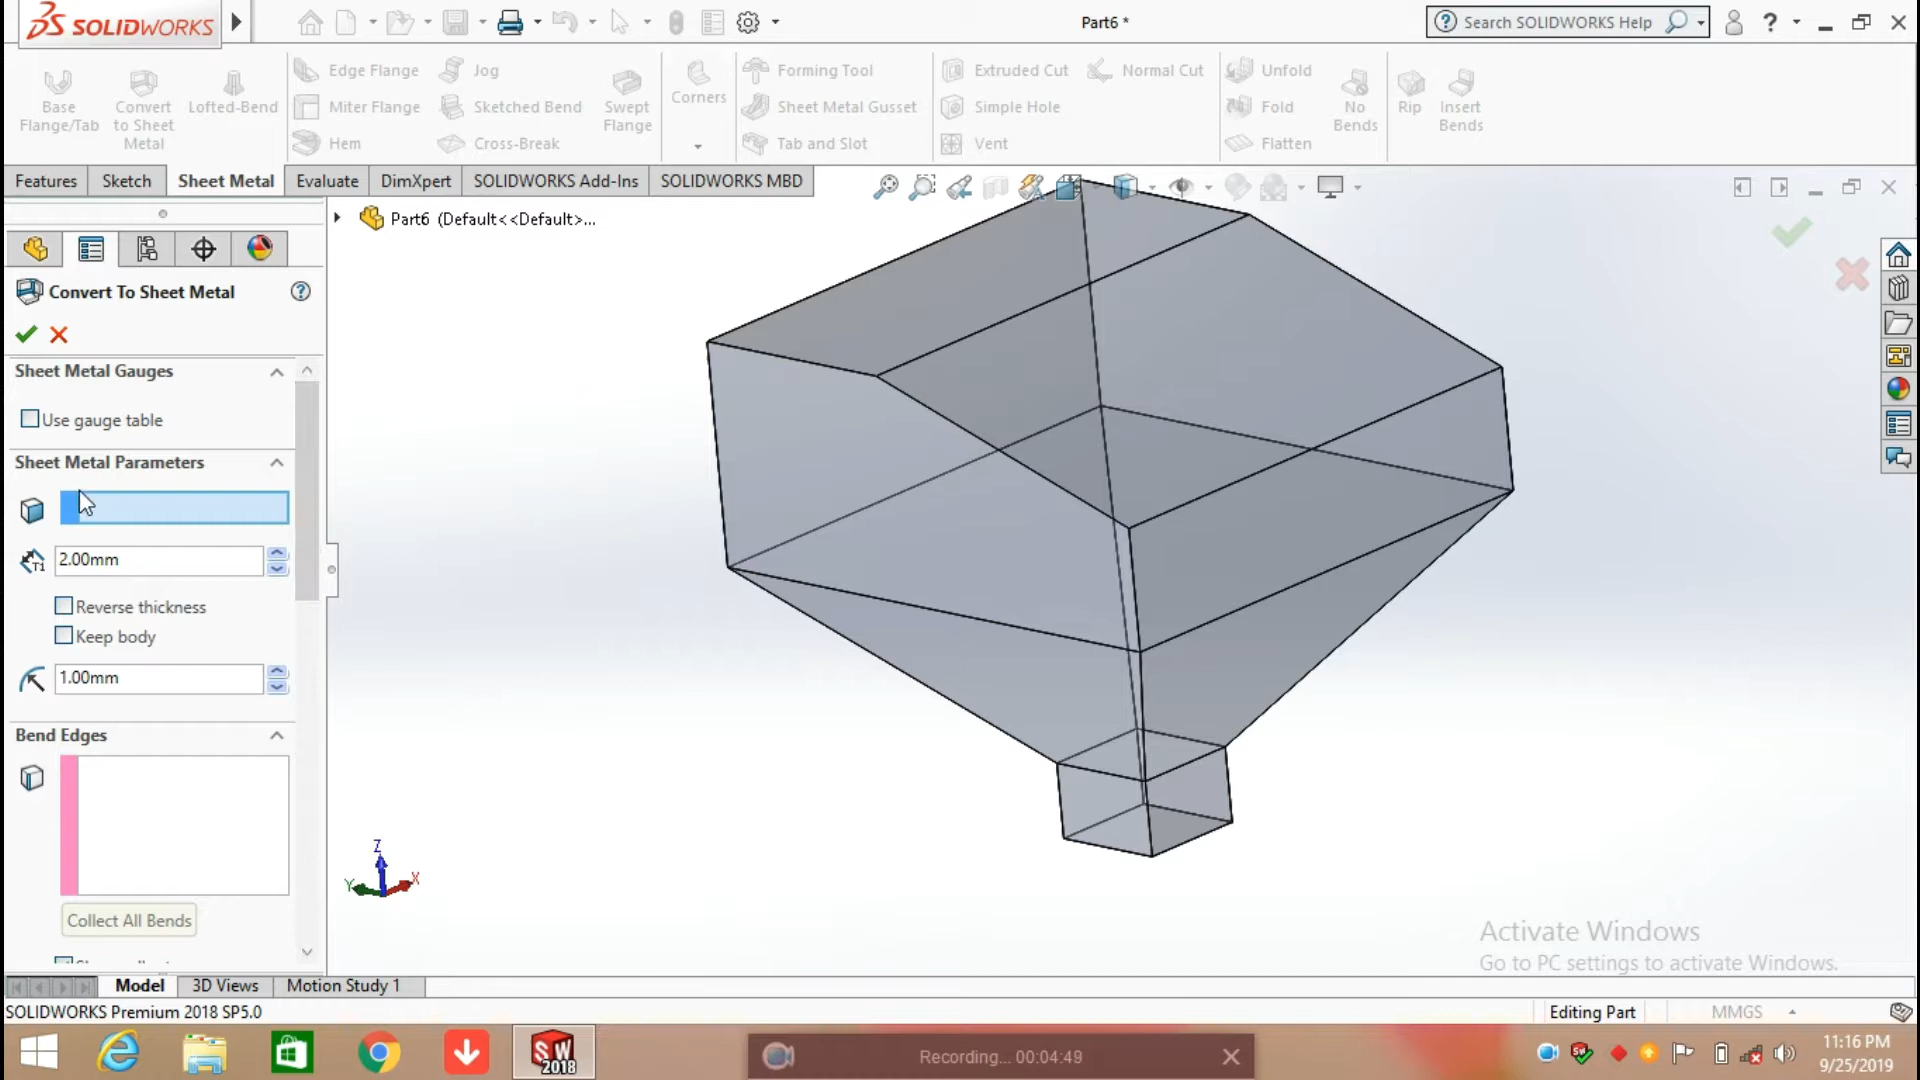 SOLIDWORKS
Part6 *
Search SOLIDWORKS Help
?
Base Flange/Tab
Convert to Sheet Metal
Lofted-Bend
Edge Flange
Miter Flange
Hem
Jog
Sketched Bend
Cross-Break
Swept Flange
Corners
Forming Tool
Sheet Metal Gusset
Tab and Slot
Extruded Cut
Simple Hole
Vent
Normal Cut
Unfold
Fold
Flatten
No Bends
Rip
Insert Bends
Features
Sketch
Sheet Metal
Evaluate
DimXpert
SOLIDWORKS Add-Ins
SOLIDWORKS MBD
Part6 (Default<<Default>...
Convert To Sheet Metal
?
Sheet Metal Gauges
Use gauge table
Sheet Metal Parameters
T1
2.00mm
Reverse thickness
Keep body
1.00mm
Bend Edges
Collect All Bends
Z
Y
X
Activate Windows
Go to PC settings to activate Windows.
Model
3D Views
Motion Study 1
SOLIDWORKS Premium 2018 SP5.0
Editing Part
MMGS
SW
2018
Recording... 00:04:49
11:16 PM
9/25/2019